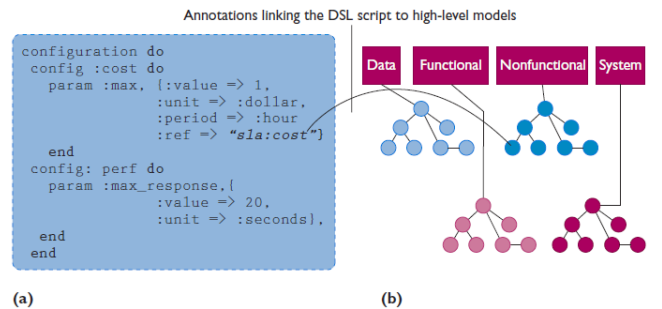 Annotations linking the DSL script to high-level models
configuration do
config :cost do
param :max, {:value => 1,
:unit => :dollar,
:period => :hour
:ref => “sla:cost”}
end
config: perf do
param :max_response,{
:value => 20,
:unit => :seconds},
end
end
Data
Functional
Nonfunctional
System
(a)
(b)